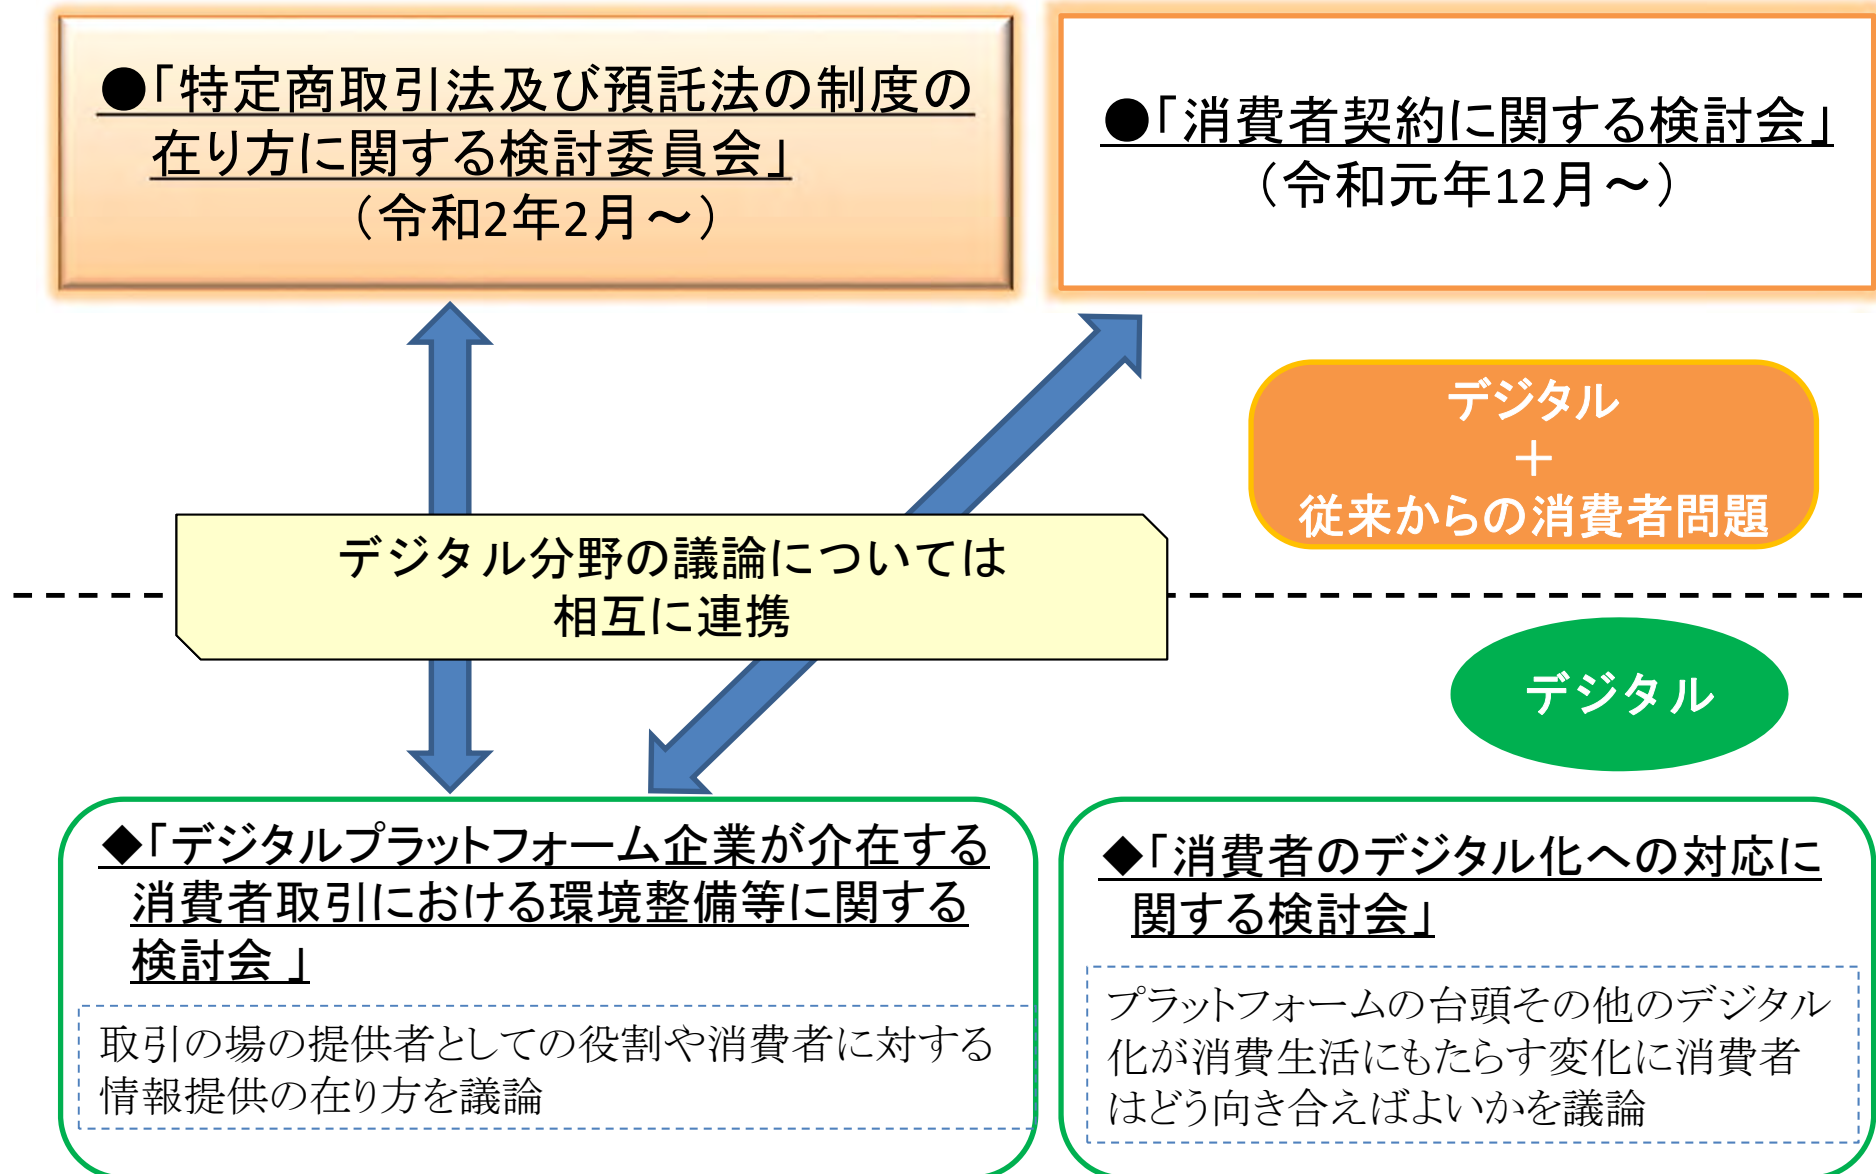 ●「特定商取引法及び預託法の制度の
在り方に関する検討委員会」
（令和2年2月～）
●「消費者契約に関する検討会」
（令和元年12月～）
デジタル
＋
従来からの消費者問題
デジタル分野の議論については
相互に連携
デジタル
◆「デジタルプラットフォーム企業が介在する
消費者取引における環境整備等に関する
検討会 」
取引の場の提供者としての役割や消費者に対する
情報提供の在り方を議論
◆「消費者のデジタル化への対応に
関する検討会」
プラットフォームの台頭その他のデジタル
化が消費生活にもたらす変化に消費者
はどう向き合えばよいかを議論